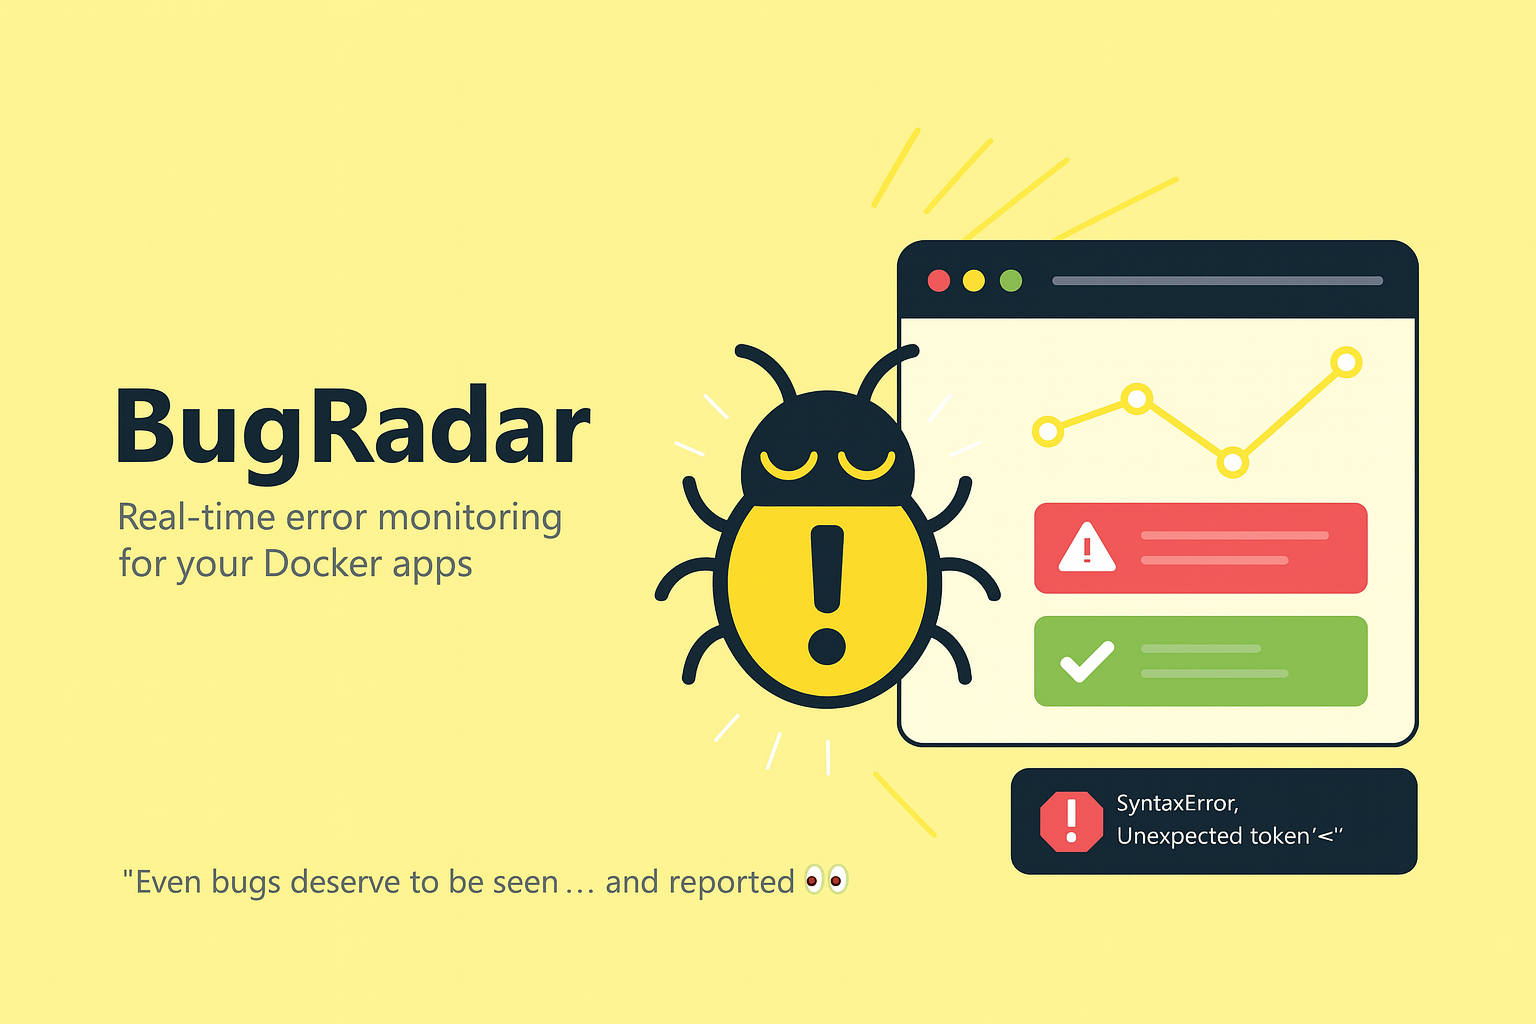 BugRadar
Real-time error monitoring
for your Docker apps
SyntaxError,
Unexpected token'<''
"Even bugs deserve to be seen... and reported 👀